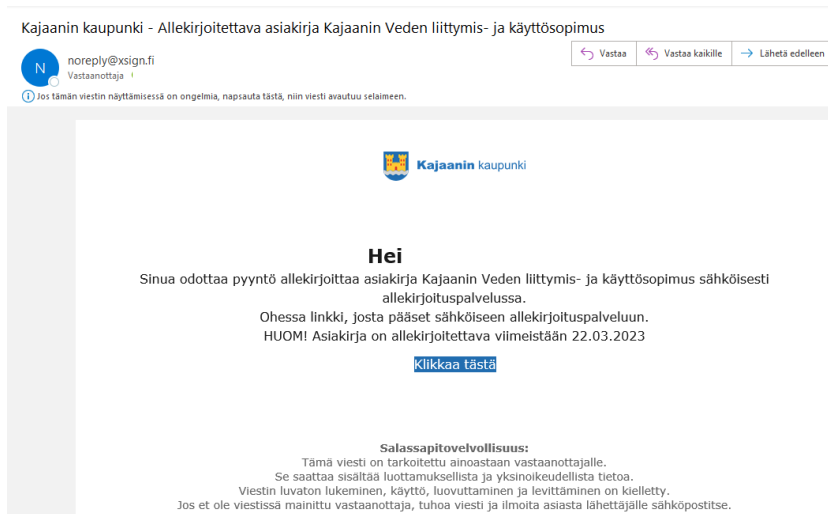 Kajaanin kaupunki - Allekirjoitettava asiakirja Kajaanin Veden liittymis- ja käyttösopimus
N
noreply@xsign.fi
Vastaanottaja
Vastaa
Vastaa kaikille
Lähetä edelleen
Jos tämän viestin näyttämisessä on ongelmia, napsauta tästä, niin viesti avautuu selaimeen.
Kajaanin kaupunki
Hei
Sinua odottaa pyyntö allekirjoittaa asiakirja Kajaanin Veden liittymis- ja käyttösopimus sähköisesti
allekirjoituspalvelussa.
Ohessa linkki, josta pääset sähköiseen allekirjoituspalveluun.
HUOM! Asiakirja on allekirjoitettava viimeistään 22.03.2023
Klikkaa tästä
Salassapitovelvollisuus:
Tämä viesti on tarkoitettu ainoastaan vastaanottajalle.
Se saattaa sisältää luottamuksellista ja yksinoikeudellista tietoa.
Viestin luvaton lukeminen, käyttö, luovuttaminen ja levittäminen on kielletty.
Jos et ole viestissä mainittu vastaanottaja, tuhoa viesti ja ilmoita asiasta lähettäjälle sähköpostitse.